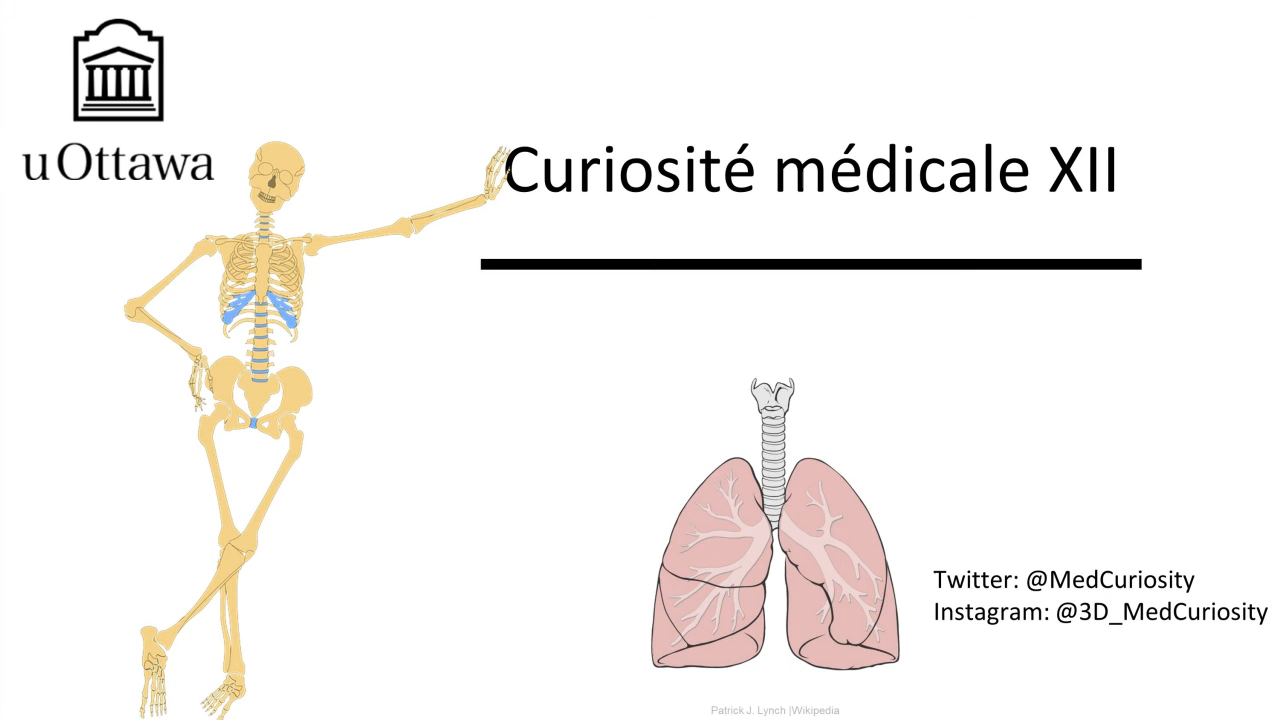 uOttawa
Curiosité médicale XII
Twitter: @MedCuriosity
Instagram: @3D_MedCuriosity
Patrick J. Lynch |Wikipedia